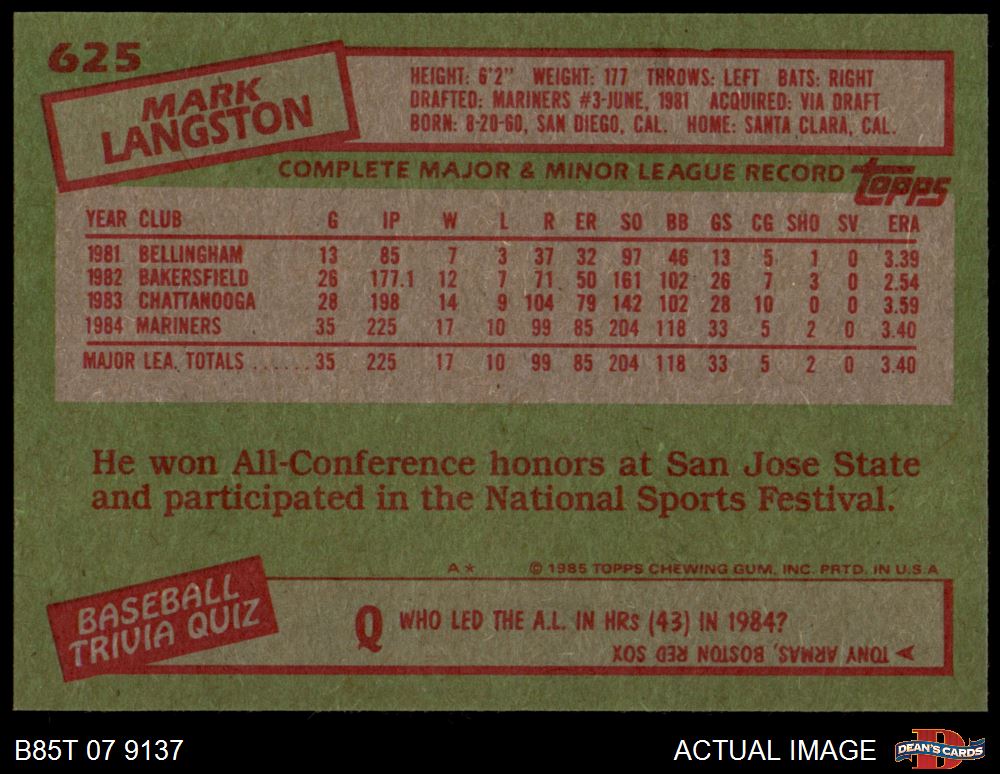 625
MARK
LANGSTON
HEIGHT: 6'2" WEIGHT: 177 THROWS: LEFT BATS: RIGHT
DRAFTED: MARINERS #3-JUNE, 1981 ACQUIRED: VIA DRAFT
BORN: 8-20-60, SAN DIEGO, CAL. HOME: SANTA CLARA, CAL.
COMPLETE MAJOR & MINOR LEAGUE RECORD topps
YEAR CLUB G IP W L R ER SO BB GS CG SHO SV ERA
1981 BELLINGHAM 13 85 7 3 37 32 97 46 13 5 1 0 3.39
1982 BAKERSFIELD 26 177.1 12 7 71 50 161 102 26 7 3 0 2.54
1983 CHATTANOOGA 28 198 14 9 104 79 142 102 28 10 0 0 3.59
1984 MARINERS 35 225 17 10 99 85 204 118 33 5 2 0 3.40
MAJOR LEA. TOTALS ...... 35 225 17 10 99 85 204 118 33 5 2 0 3.40
He won All-Conference honors at San Jose State
and participated in the National Sports Festival.
A* © 1985 TOPPS CHEWING GUM, INC. PRTD. IN U.S.A
BASEBALL
TRIVIA QUIZ
Q WHO LED THE A.L. IN HRs (43) IN 1984?
TONY ARMAS, BOSTON RED SOX
B85T 07 9137
ACTUAL IMAGE
D
DEAN'S CARDS